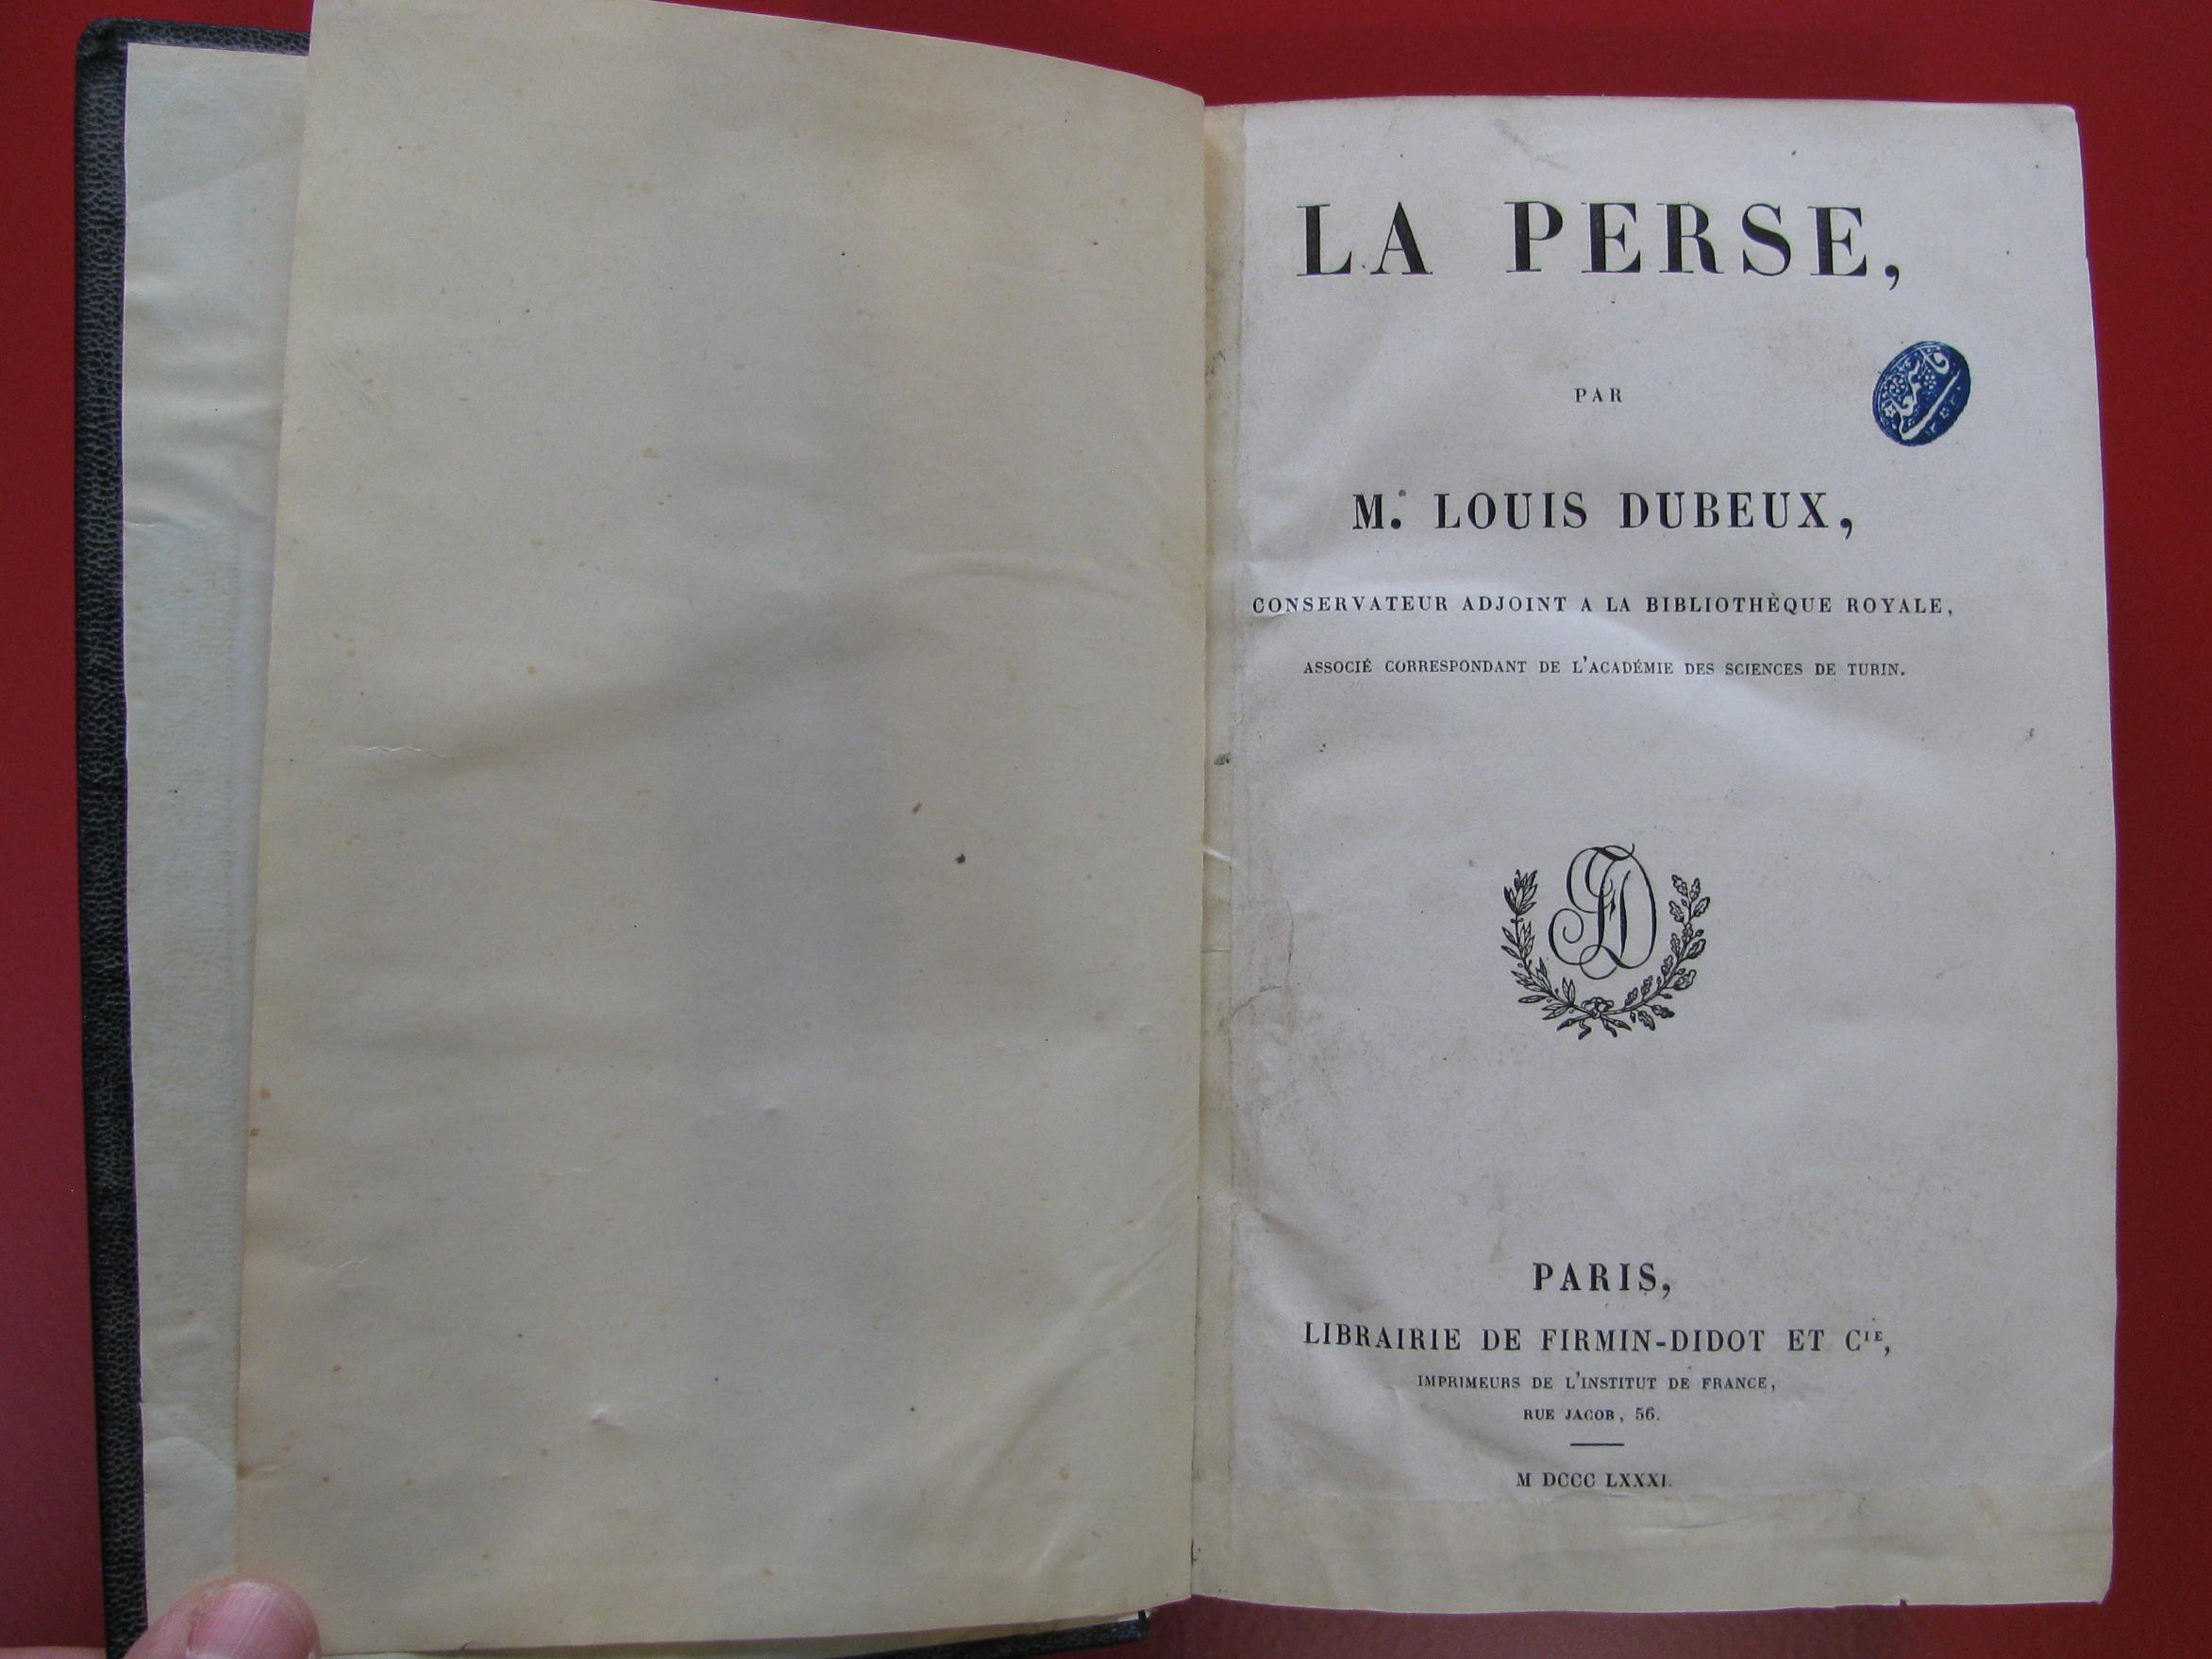 LA PERSE,
PAR
M. LOUIS DUBEUX,
CONSERVATEUR ADJOINT A LA BIBLIOTHÈQUE ROYALE,
ASSOCIÉ CORRESPONDANT DE L'ACADÉMIE DES SCIENCES DE TURIN.
FD
PARIS,
LIBRAIRIE DE FIRMIN-DIDOT ET CIE,
IMPRIMEURS DE L'INSTITUT DE FRANCE,
RUE JACOB, 56.
M DCCC LXXXI.